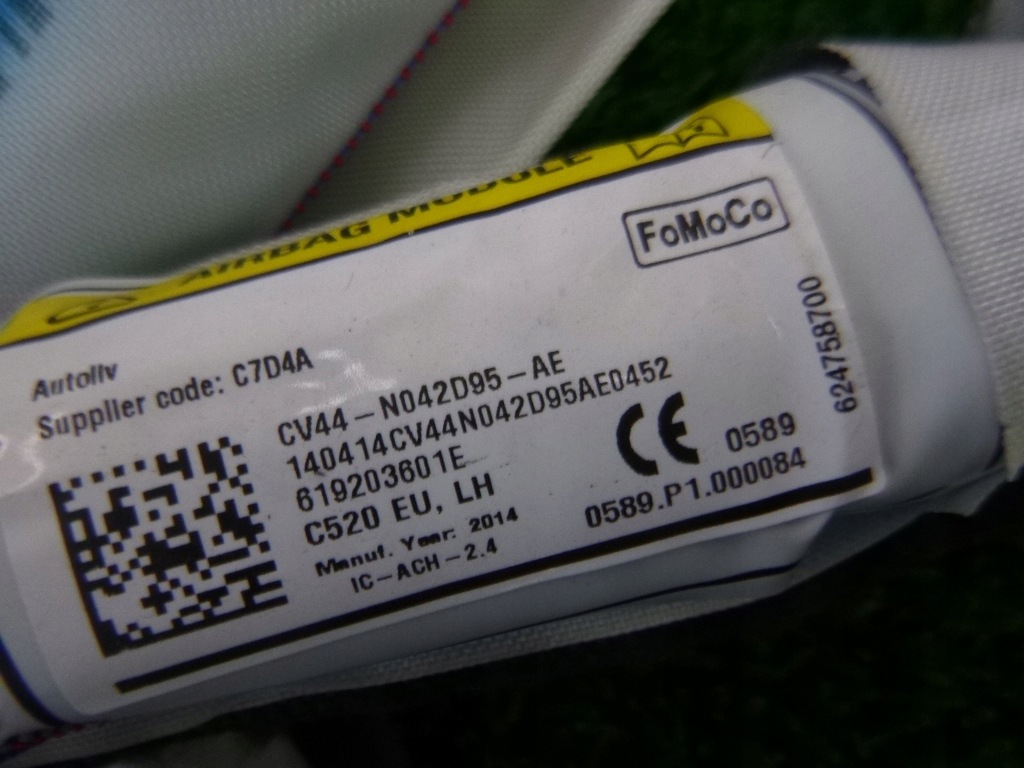 AIRBAG MODULE
FoMoCo
Autoliv
Supplier code: C7D4A
CV44-N042D95-AE
140414CV44N042D95AE0452
619203601E
C520 EU, LH
Manuf. Year: 2014
IC-ACH-2.4
CE 0589
0589.P1.000084
624758700